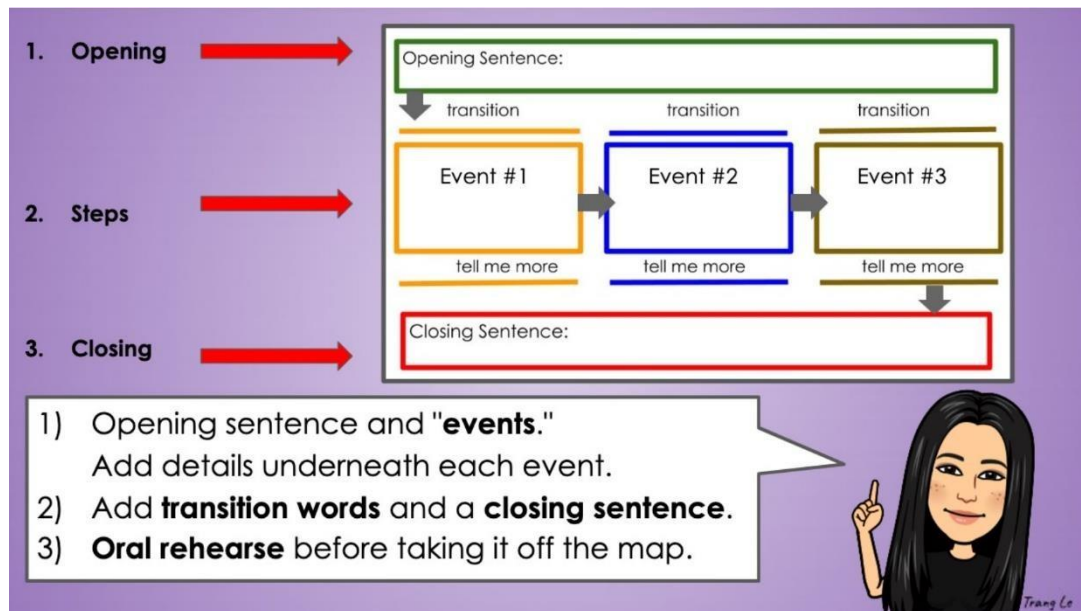 1. Opening
Opening Sentence:
transition transition transition
Event #1 Event #2 Event #3
2. Steps
tell me more tell me more tell me more
3. Closing
Closing Sentence:
1) Opening sentence and "events."
Add details underneath each event.
2) Add transition words and a closing sentence.
3) Oral rehearse before taking it off the map.
Trang Le